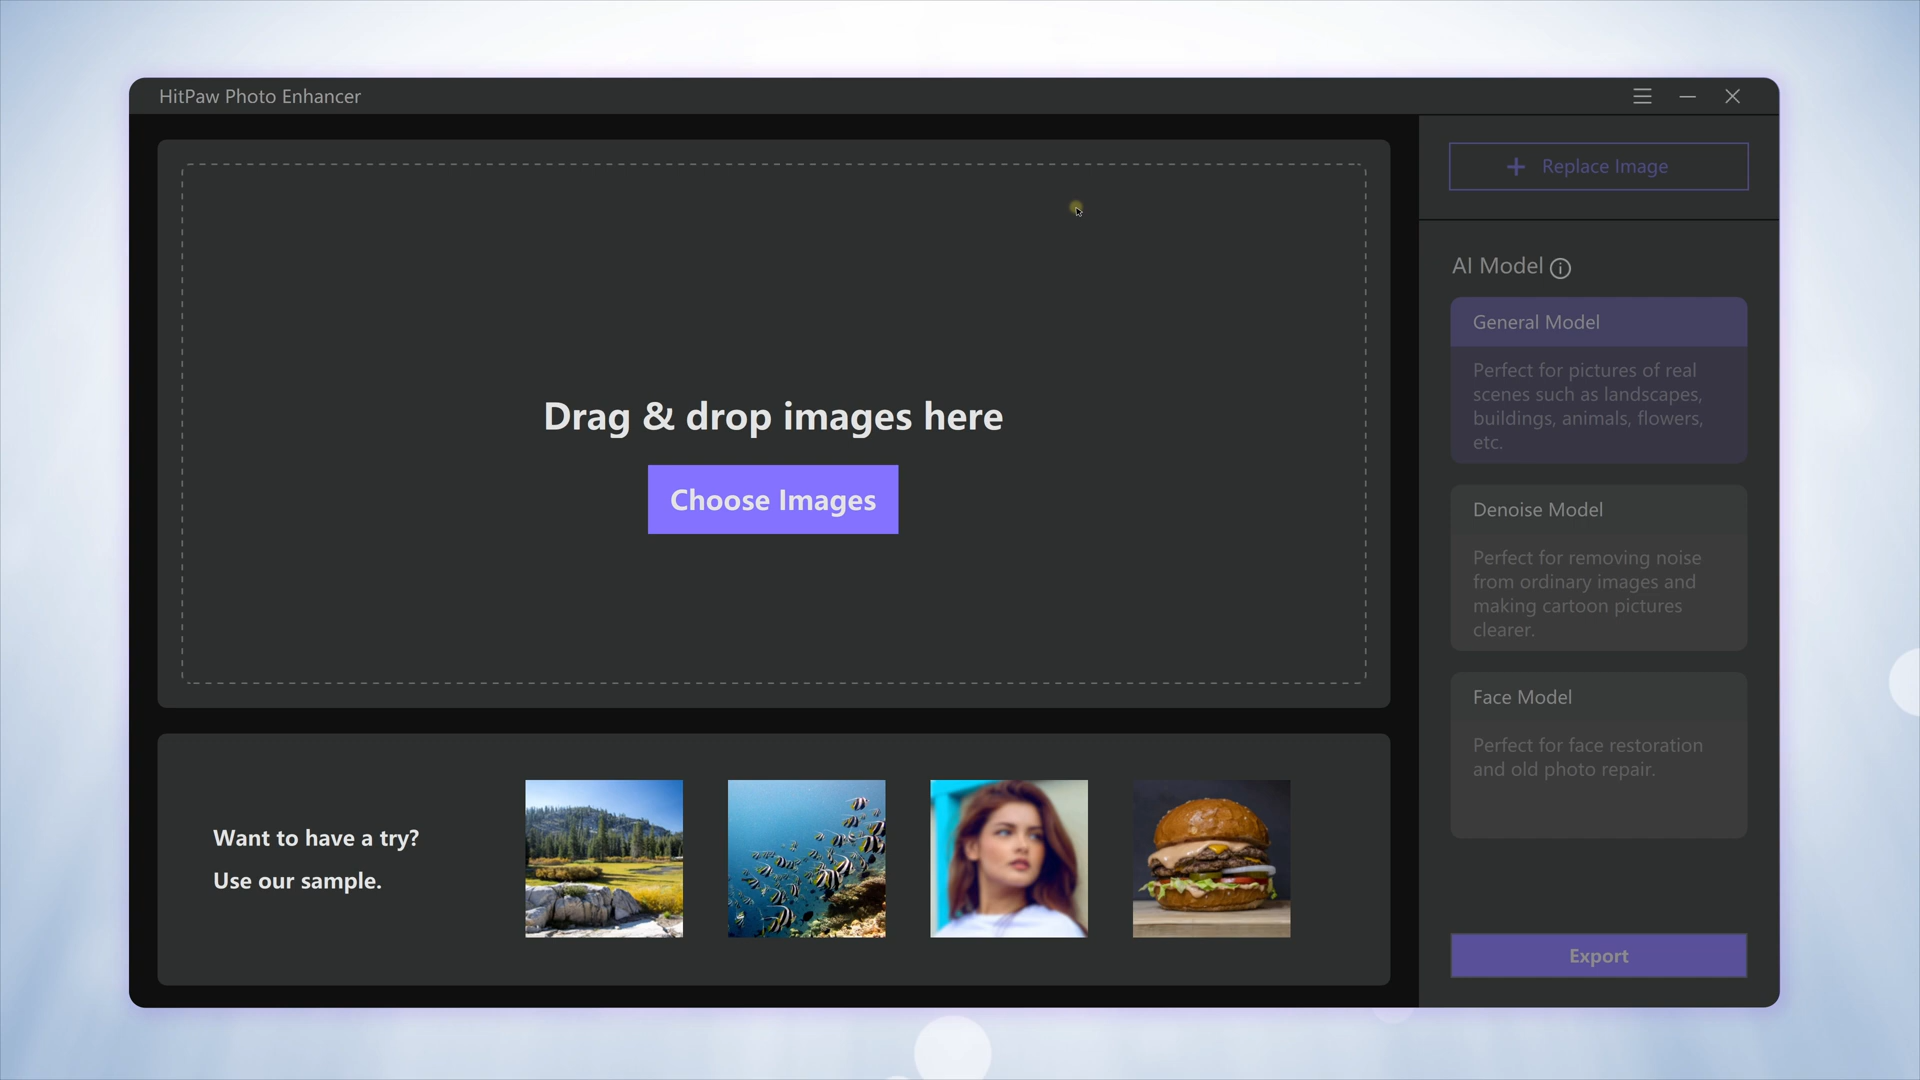 HitPaw Photo Enhancer
Drag & drop images here
Choose Images
Want to have a try?
Use our sample.
Replace Image
AI Model
General Model
Perfect for pictures of real
scenes such as landscapes,
buildings, animals, flowers,
etc.
Denoise Model
Perfect for removing noise
from ordinary images and
making cartoon pictures
clearer.
Face Model
Perfect for face restoration
and old photo repair.
Export